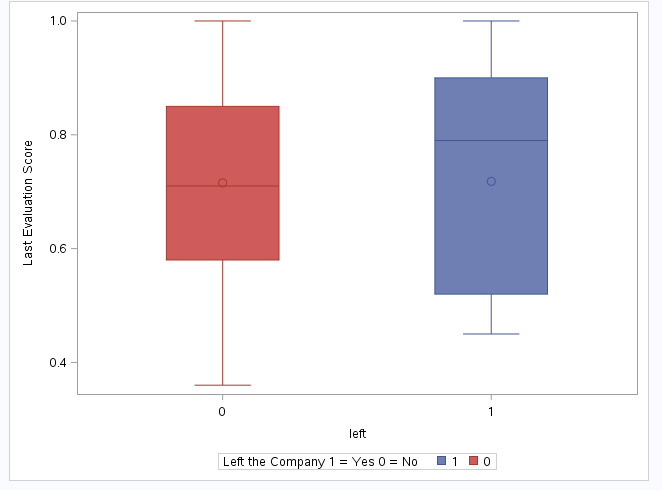 1.0
0.8
0.6
0.4
Last Evaluation Score
0 1
left
Left the Company 1 = Yes 0 = No 1 0